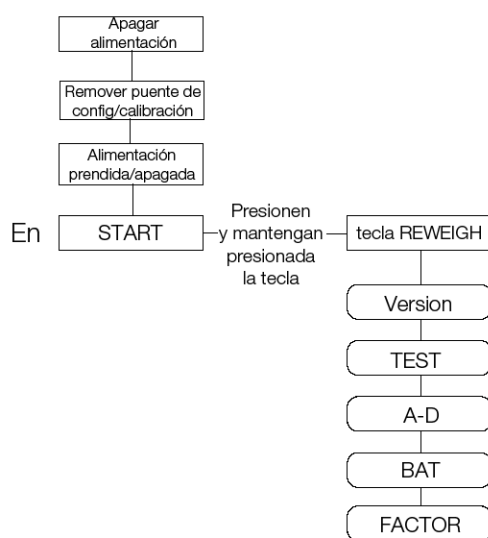 Apagar
alimentación
Remover puente de
config/calibración
Alimentación
prendida/apagada
En
START
Presionen
y mantengan
presionada
la tecla
tecla REWEIGH
Version
TEST
A-D
BAT
FACTOR